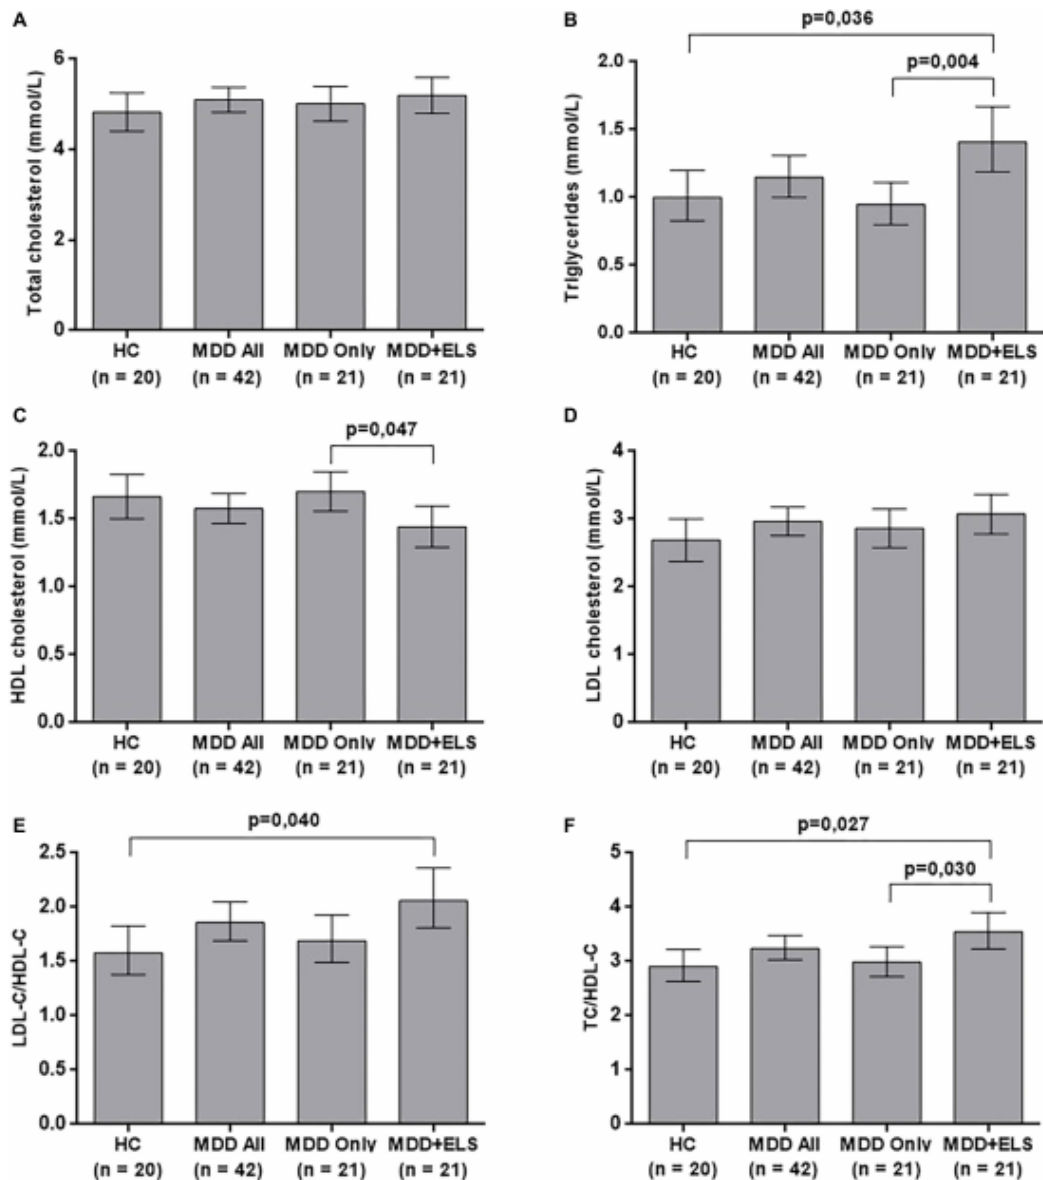 A
Total cholesterol (mmol/L)
6
4
2
0
HC MDD All MDD Only MDD+ELS
(n = 20) (n = 42) (n = 21) (n = 21)
B
p=0,036
p=0,004
Triglycerides (mmol/L)
2.0
1.5
1.0
0.5
0.0
HC MDD All MDD Only MDD+ELS
(n = 20) (n = 42) (n = 21) (n = 21)
C
p=0,047
HDL cholesterol (mmol/L)
2.0
1.5
1.0
0.5
0.0
HC MDD All MDD Only MDD+ELS
(n = 20) (n = 42) (n = 21) (n = 21)
D
LDL cholesterol (mmol/L)
4
3
2
1
0
HC MDD All MDD Only MDD+ELS
(n = 20) (n = 42) (n = 21) (n = 21)
E
p=0,040
LDL-C/HDL-C
2.5
2.0
1.5
1.0
0.5
0.0
HC MDD All MDD Only MDD+ELS
(n = 20) (n = 42) (n = 21) (n = 21)
F
p=0,027
p=0,030
TC/HDL-C
5
4
3
2
1
0
HC MDD All MDD Only MDD+ELS
(n = 20) (n = 42) (n = 21) (n = 21)